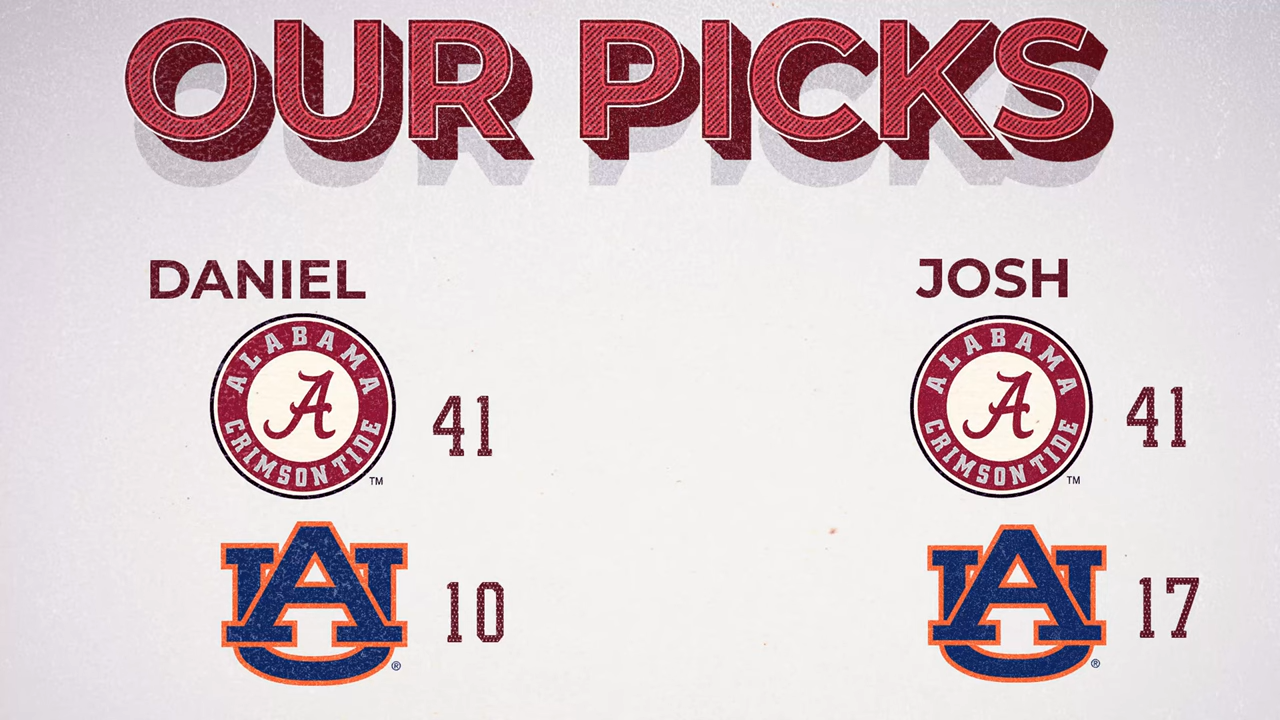 OUR PICKS
DANIEL
JOSH
ALABAMA
CRIMSON TIDE
A
TM
41
ALABAMA
CRIMSON TIDE
A
TM
41
AU
®
10
AU
®
17